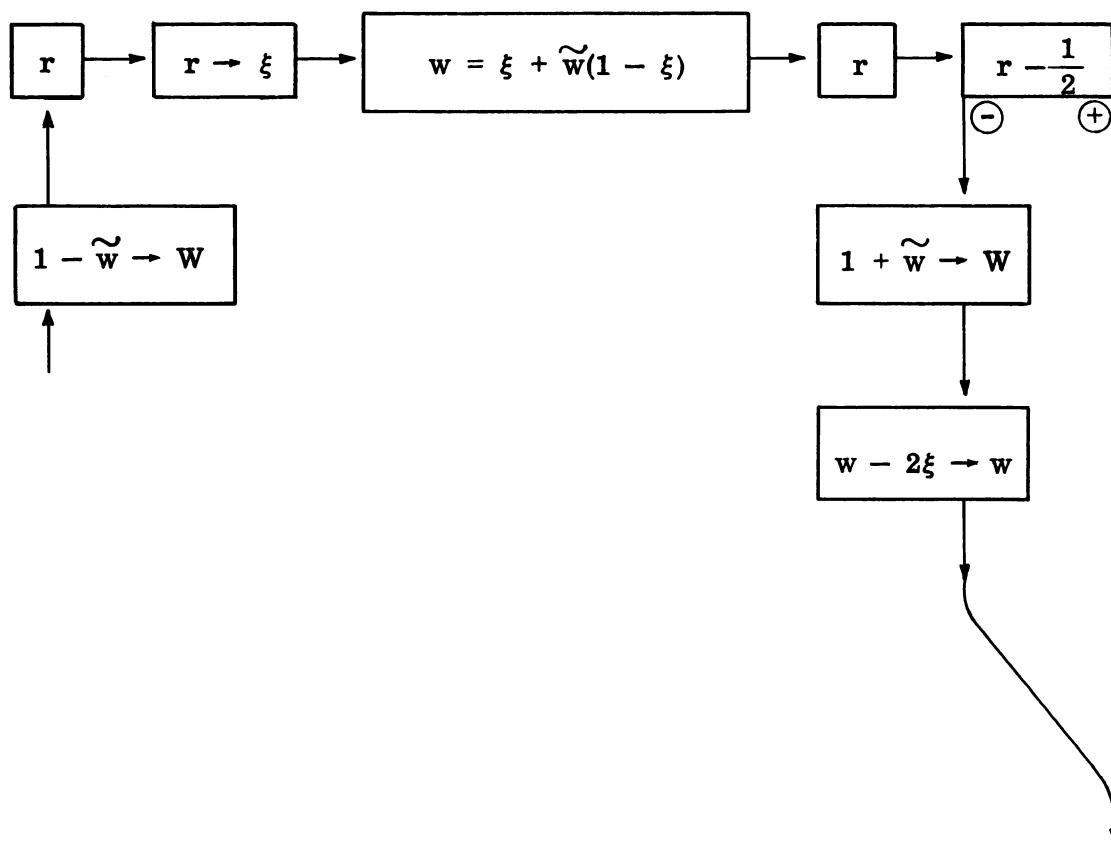 r
r → ξ
w = ξ + w̃(1 - ξ)
r
r - 1/2
- +
1 - w̃ → W
1 + w̃ → W
w - 2ξ → w